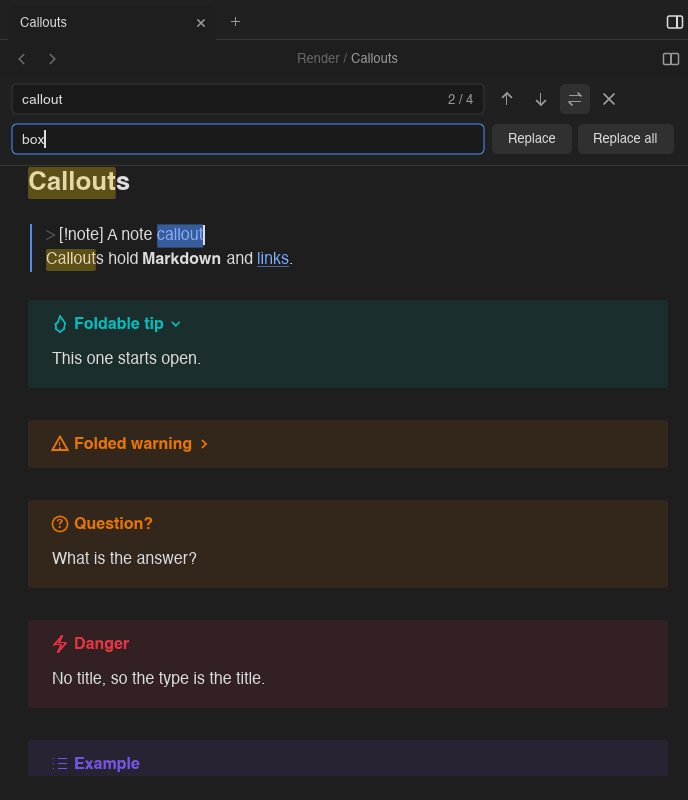 Callouts
Render / Callouts
callout 2 / 4
box Replace Replace all
Callouts
> [!note] A note callout
Callouts hold Markdown and links.
Foldable tip
This one starts open.
Folded warning
Question?
What is the answer?
Danger
No title, so the type is the title.
Example